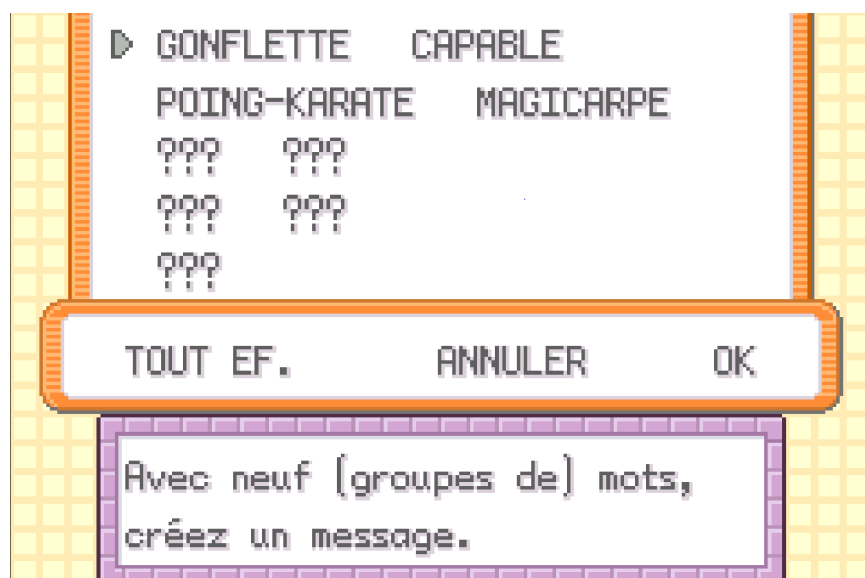 GONFLETTE CAPABLE
POING-KARATE MAGICARPE
??? ???
??? ???
???
TOUT EF. ANNULER OK
Avec neuf (groupes de) mots,
créez un message.